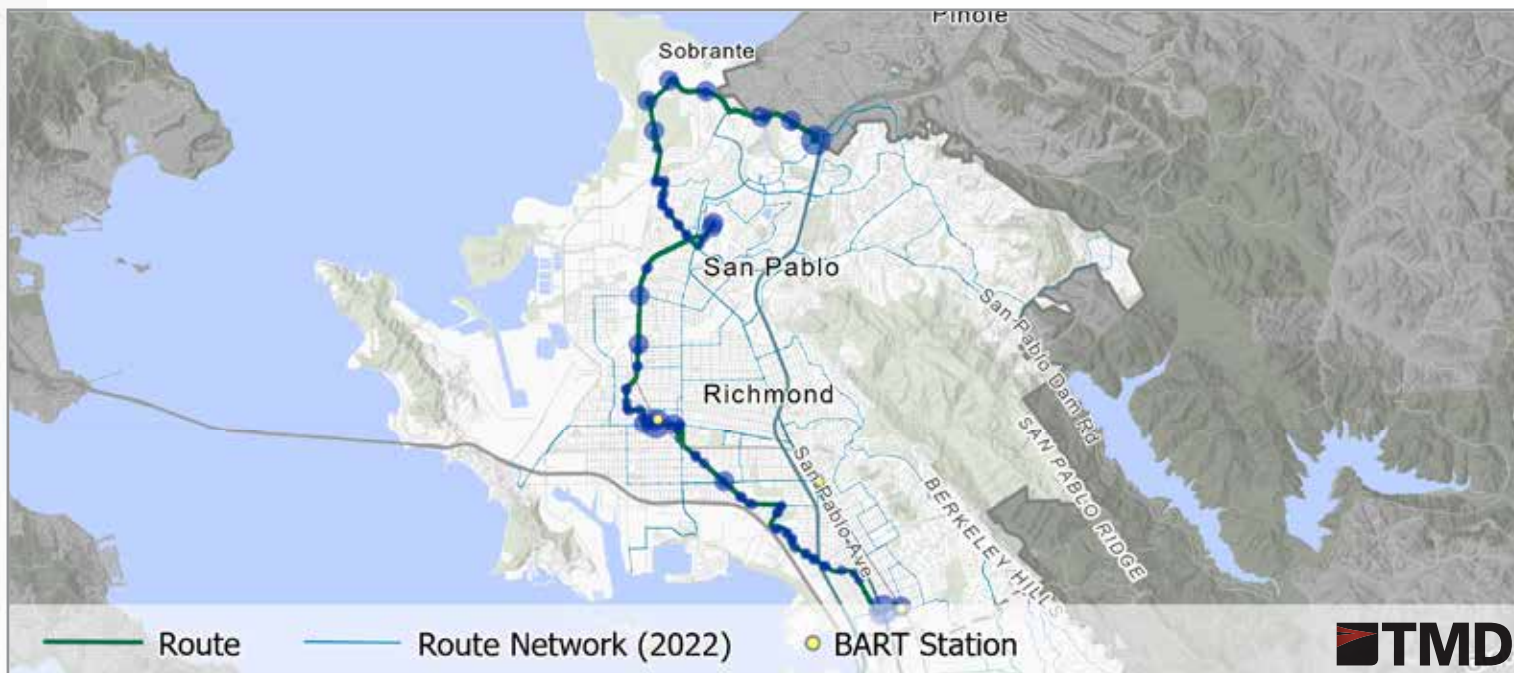 Pinole
Sobrante
San Pablo
San Pablo Dam Rd
Richmond
SAN PABLO RIDGE
San Pablo Ave
BERKELEY HILLS
Route
Route Network (2022)
BART Station
TMD